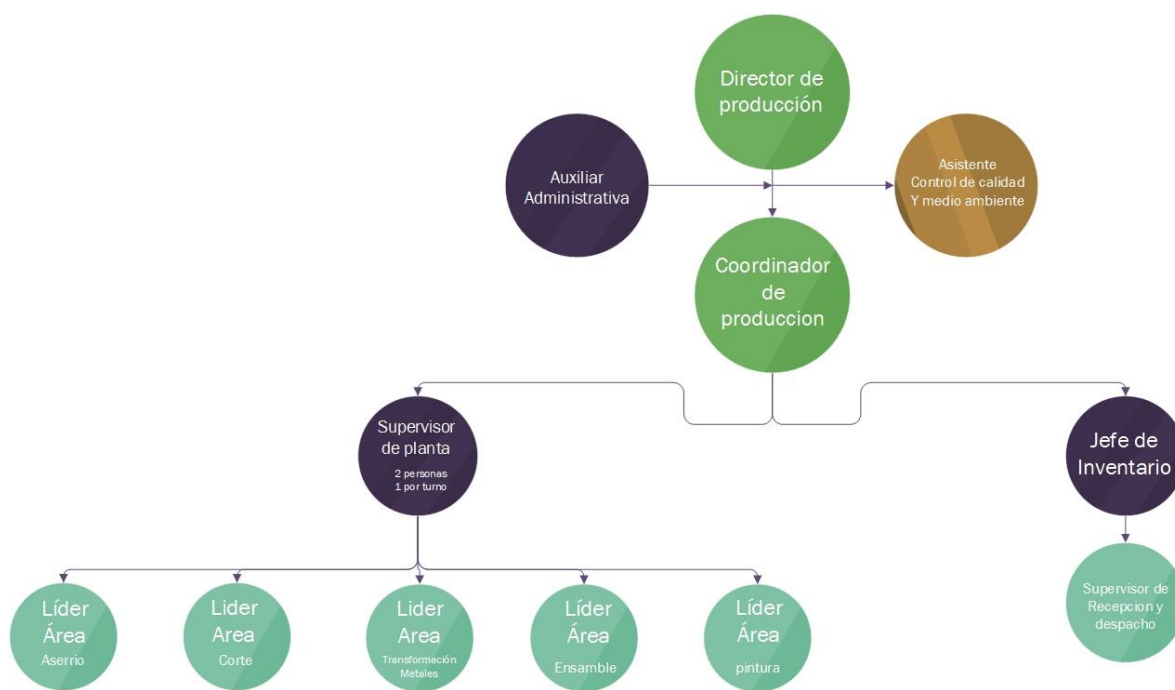 Director de
producción
Auxiliar
Administrativa
Asistente
Control de calidad
Y medio ambiente
Coordinador
de
produccion
Supervisor
de planta
2 personas
1 por turno
Jefe de
Inventario
Líder
Área
Aserrio
Lider
Area
Corte
Lider
Area
Transformación
Metales
Líder
Área
Ensamble
Líder
Área
pintura
Supervisor de
Recepcion y
despacho